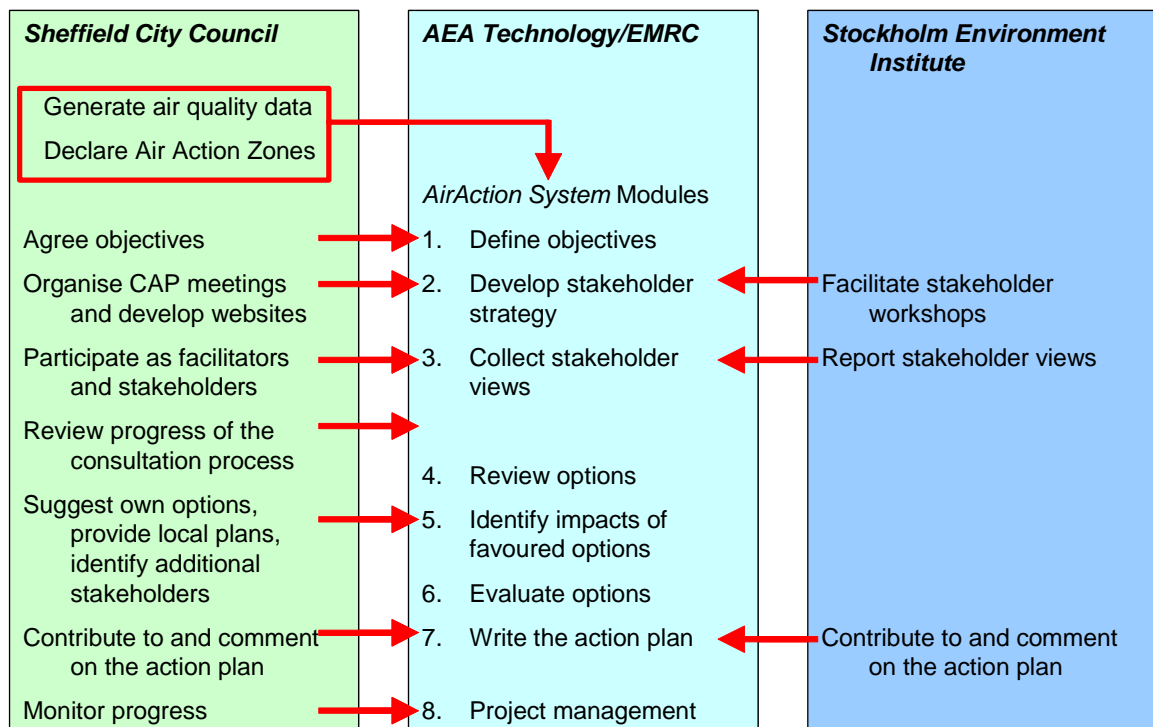 Sheffield City Council
Generate air quality data
Declare Air Action Zones
Agree objectives
Organise CAP meetings
and develop websites
Participate as facilitators
and stakeholders
Review progress of the
consultation process
Suggest own options,
provide local plans,
identify additional
stakeholders
Contribute to and comment
on the action plan
Monitor progress
AEA Technology/EMRC
AirAction System Modules
1. Define objectives
2. Develop stakeholder
strategy
3. Collect stakeholder
views
4. Review options
5. Identify impacts of
favoured options
6. Evaluate options
7. Write the action plan
8. Project management
Stockholm Environment
Institute
Facilitate stakeholder
workshops
Report stakeholder views
Contribute to and comment
on the action plan